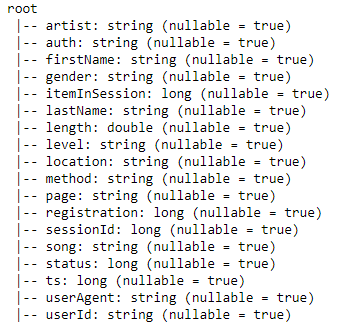 root
 |-- artist: string (nullable = true)
 |-- auth: string (nullable = true)
 |-- firstName: string (nullable = true)
 |-- gender: string (nullable = true)
 |-- itemInSession: long (nullable = true)
 |-- lastName: string (nullable = true)
 |-- length: double (nullable = true)
 |-- level: string (nullable = true)
 |-- location: string (nullable = true)
 |-- method: string (nullable = true)
 |-- page: string (nullable = true)
 |-- registration: long (nullable = true)
 |-- sessionId: long (nullable = true)
 |-- song: string (nullable = true)
 |-- status: long (nullable = true)
 |-- ts: long (nullable = true)
 |-- userAgent: string (nullable = true)
 |-- userId: string (nullable = true)